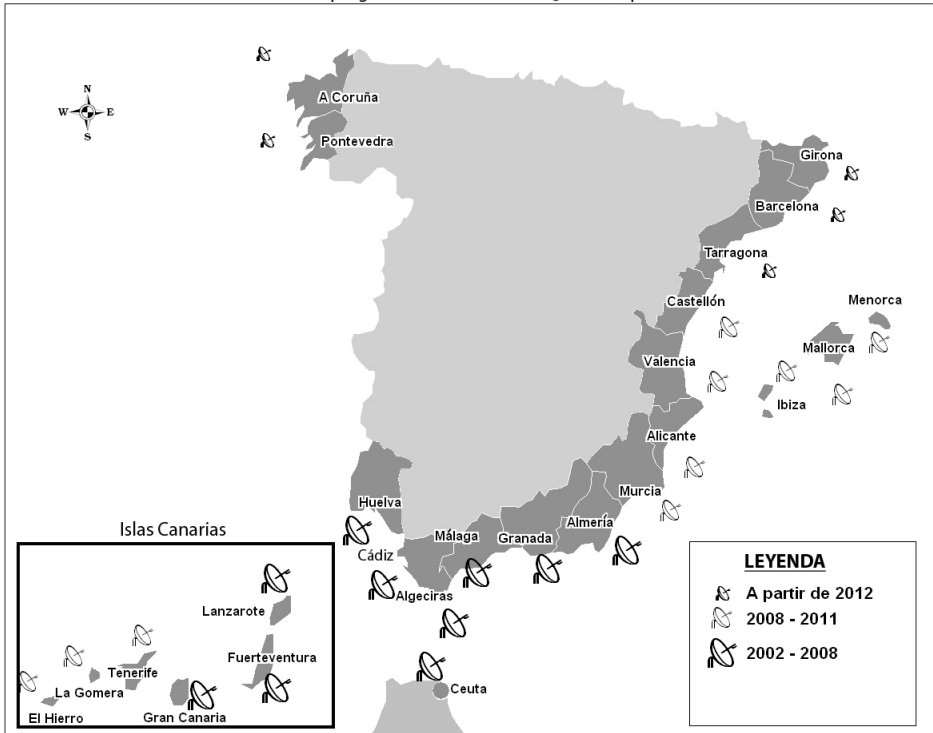 N
W E
S
A Coruña
Pontevedra
Girona
Barcelona
Tarragona
Castellón
Menorca
Mallorca
Valencia
Ibiza
Alicante
Murcia
Huelva
Almería
Málaga
Granada
Cádiz
Algeciras
Ceuta
Islas Canarias
Lanzarote
Fuerteventura
Tenerife
La Gomera
El Hierro
Gran Canaria
LEYENDA
A partir de 2012
2008 - 2011
2002 - 2008